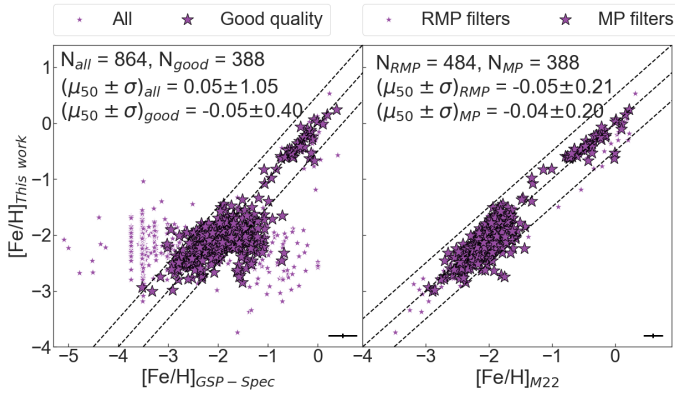 All  Good quality  RMP filters  MP filters
N_all = 864, N_good = 388
(μ_50 ± σ)_all = 0.05±1.05
(μ_50 ± σ)_good = -0.05±0.40
N_RMP = 484, N_MP = 388
(μ_50 ± σ)_RMP = -0.05±0.21
(μ_50 ± σ)_MP = -0.04±0.20
[Fe/H]_This work
1
0
−1
−2
−3
−4
−5 −4 −3 −2 −1 0
−4 −3 −2 −1 0
[Fe/H]_GSP−Spec
[Fe/H]_M22